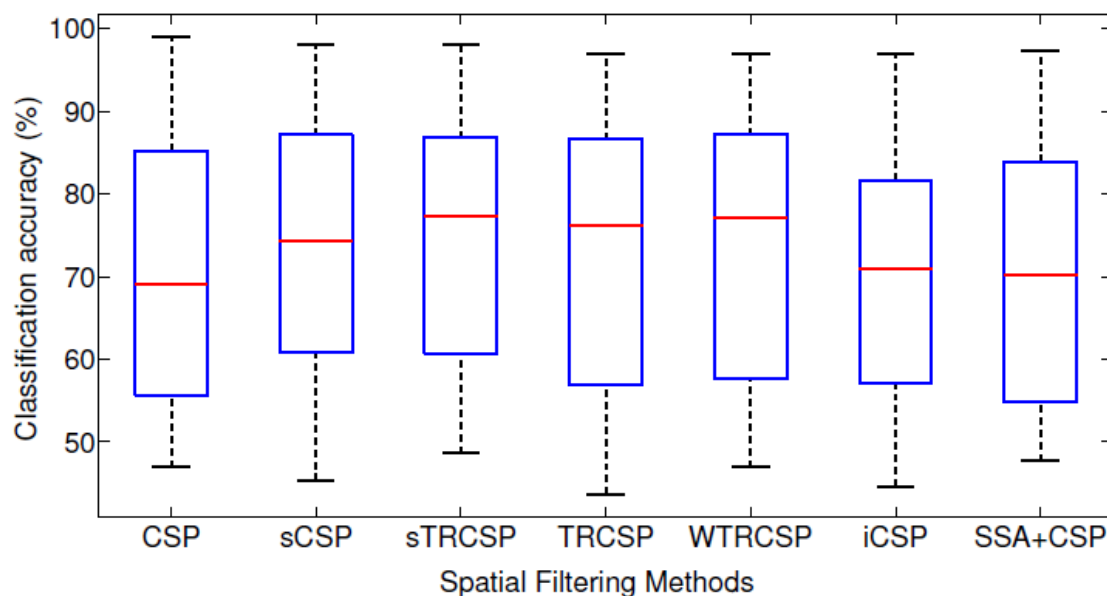 Classification accuracy (%)
100
90
80
70
60
50
CSP sCSP sTRCSP TRCSP WTRCSP iCSP SSA+CSP
Spatial Filtering Methods